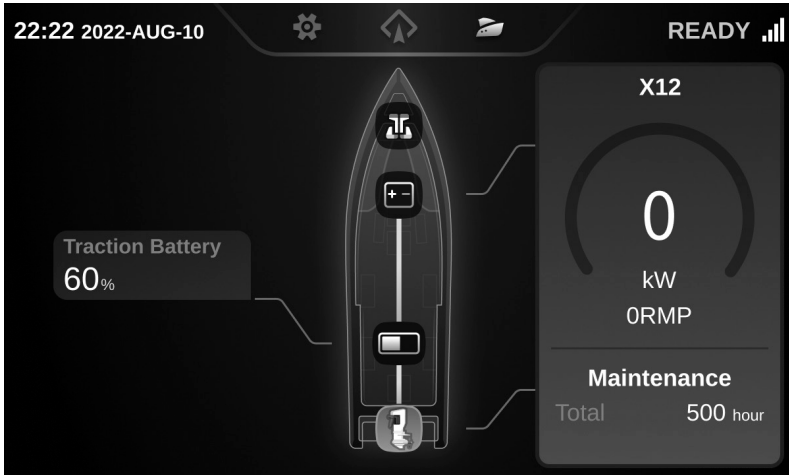 22:22 2022-AUG-10
READY
X12
Traction Battery
60%
0
kW
0RMP
Maintenance
Total 500 hour